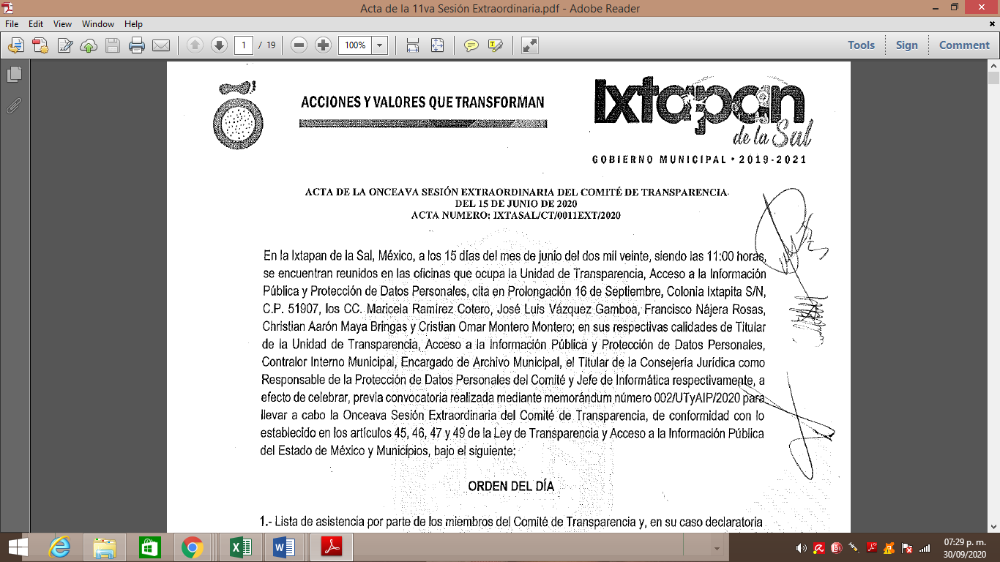 Acta de la 11va Sesión Extraordinaria.pdf - Adobe Reader
File Edit View Window Help
1 / 19 100% Tools Sign Comment
ACCIONES Y VALORES QUE TRANSFORMAN
Ixtapan
de la Sal
GOBIERNO MUNICIPAL • 2019-2021
ACTA DE LA ONCEAVA SESIÓN EXTRAORDINARIA DEL COMITÉ DE TRANSPARENCIA
DEL 15 DE JUNIO DE 2020
ACTA NUMERO: IXTASAL/CT/0011EXT/2020
En la Ixtapan de la Sal, México, a los 15 días del mes de junio del dos mil veinte, siendo las 11:00 horas,
se encuentran reunidos en las oficinas que ocupa la Unidad de Transparencia, Acceso a la Información
Pública y Protección de Datos Personales, cita en Prolongación 16 de Septiembre, Colonia Ixtapita S/N,
C.P. 51907, los CC. Maricela Ramírez Cotero, José Luis Vázquez Gamboa, Francisco Nájera Rosas,
Christian Aarón Maya Bringas y Cristian Omar Montero Montero; en sus respectivas calidades de Titular
de la Unidad de Transparencia, Acceso a la Información Pública y Protección de Datos Personales,
Contralor Interno Municipal, Encargado de Archivo Municipal, el Titular de la Consejería Jurídica como
Responsable de la Protección de Datos Personales del Comité y Jefe de Informática respectivamente, a
efecto de celebrar, previa convocatoria realizada mediante memorándum número 002/UTyAIP/2020 para
llevar a cabo la Onceava Sesión Extraordinaria del Comité de Transparencia, de conformidad con lo
establecido en los artículos 45, 46, 47 y 49 de la Ley de Transparencia y Acceso a la Información Pública
del Estado de México y Municipios, bajo el siguiente:
ORDEN DEL DÍA
1.- Lista de asistencia por parte de los miembros del Comité de Transparencia y, en su caso declaratoria
07:29 p. m.
30/09/2020